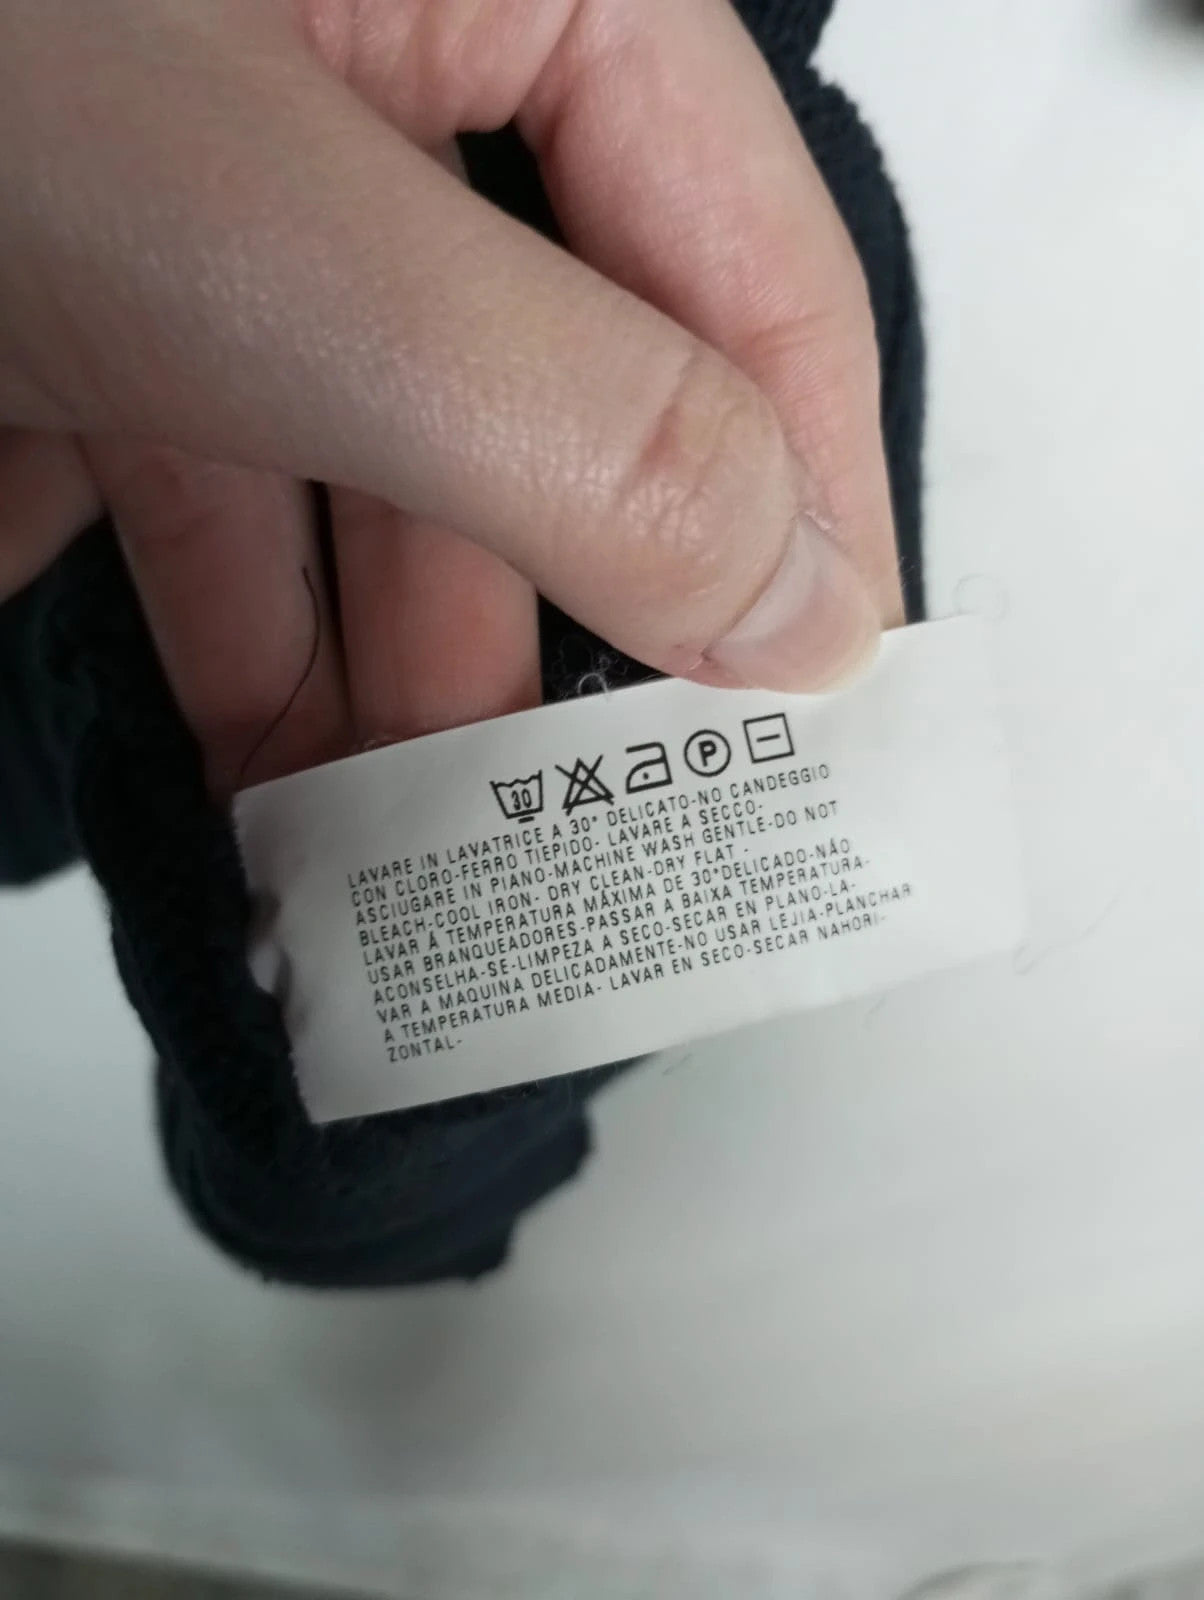 30 P
LAVARE IN LAVATRICE A 30° DELICATO-NO CANDEGGIO
CON CLORO-FERRO TIEPIDO- LAVARE A SECCO-
ASCIUGARE IN PIANO-MACHINE WASH GENTLE-DO NOT
BLEACH-COOL IRON- DRY CLEAN-DRY FLAT -
LAVAR Á TEMPERATURA MÁXIMA DE 30°DELICADO-NÃO
USAR BRANQUEADORES-PASSAR A BAIXA TEMPERATURA-
ACONSELHA-SE-LIMPEZA A SECO-SECAR EN PLANO-LA-
VAR A MAQUINA DELICADAMENTE-NO USAR LEJIA-PLANCHAR
A TEMPERATURA MEDIA- LAVAR EN SECO-SECAR NAHORI-
ZONTAL-